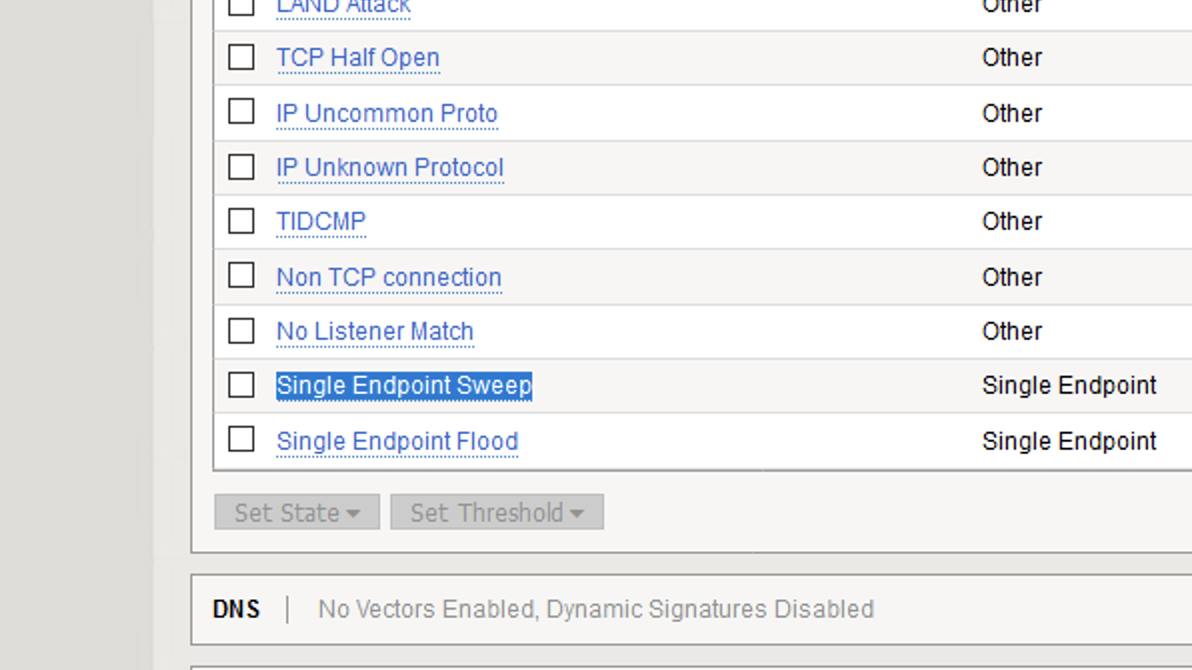 LAND Attack Other
TCP Half Open Other
IP Uncommon Proto Other
IP Unknown Protocol Other
TIDCMP Other
Non TCP connection Other
No Listener Match Other
Single Endpoint Sweep Single Endpoint
Single Endpoint Flood Single Endpoint
Set State Set Threshold
DNS | No Vectors Enabled, Dynamic Signatures Disabled